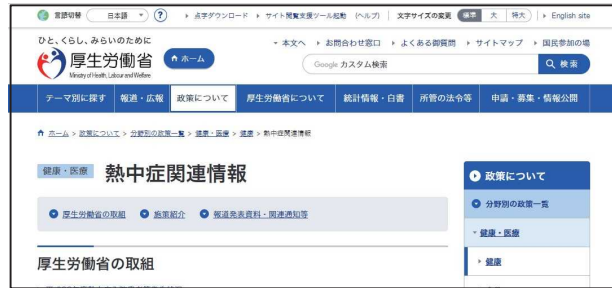 言語切替 日本語 ? 点字ダウンロード サイト閲覧支援ツール起動 (ヘルプ) 文字サイズの変更 標準 大 特大 English site
ひと、くらし、みらいのために
本文へ お問合わせ窓口 よくある御質問 サイトマップ 国民参加の場
厚生労働省
Ministry of Health, Labour and Welfare
ホーム
Google カスタム検索 検索
テーマ別に探す 報道・広報 政策について 厚生労働省について 統計情報・白書 所管の法令等 申請・募集・情報公開
ホーム > 政策について > 分野別の政策一覧 > 健康・医療 > 健康 > 熱中症関連情報
健康・医療 熱中症関連情報
政策について
分野別の政策一覧
厚生労働省の取組 施策紹介 報道発表資料・関連通知等
健康・医療
厚生労働省の取組
健康